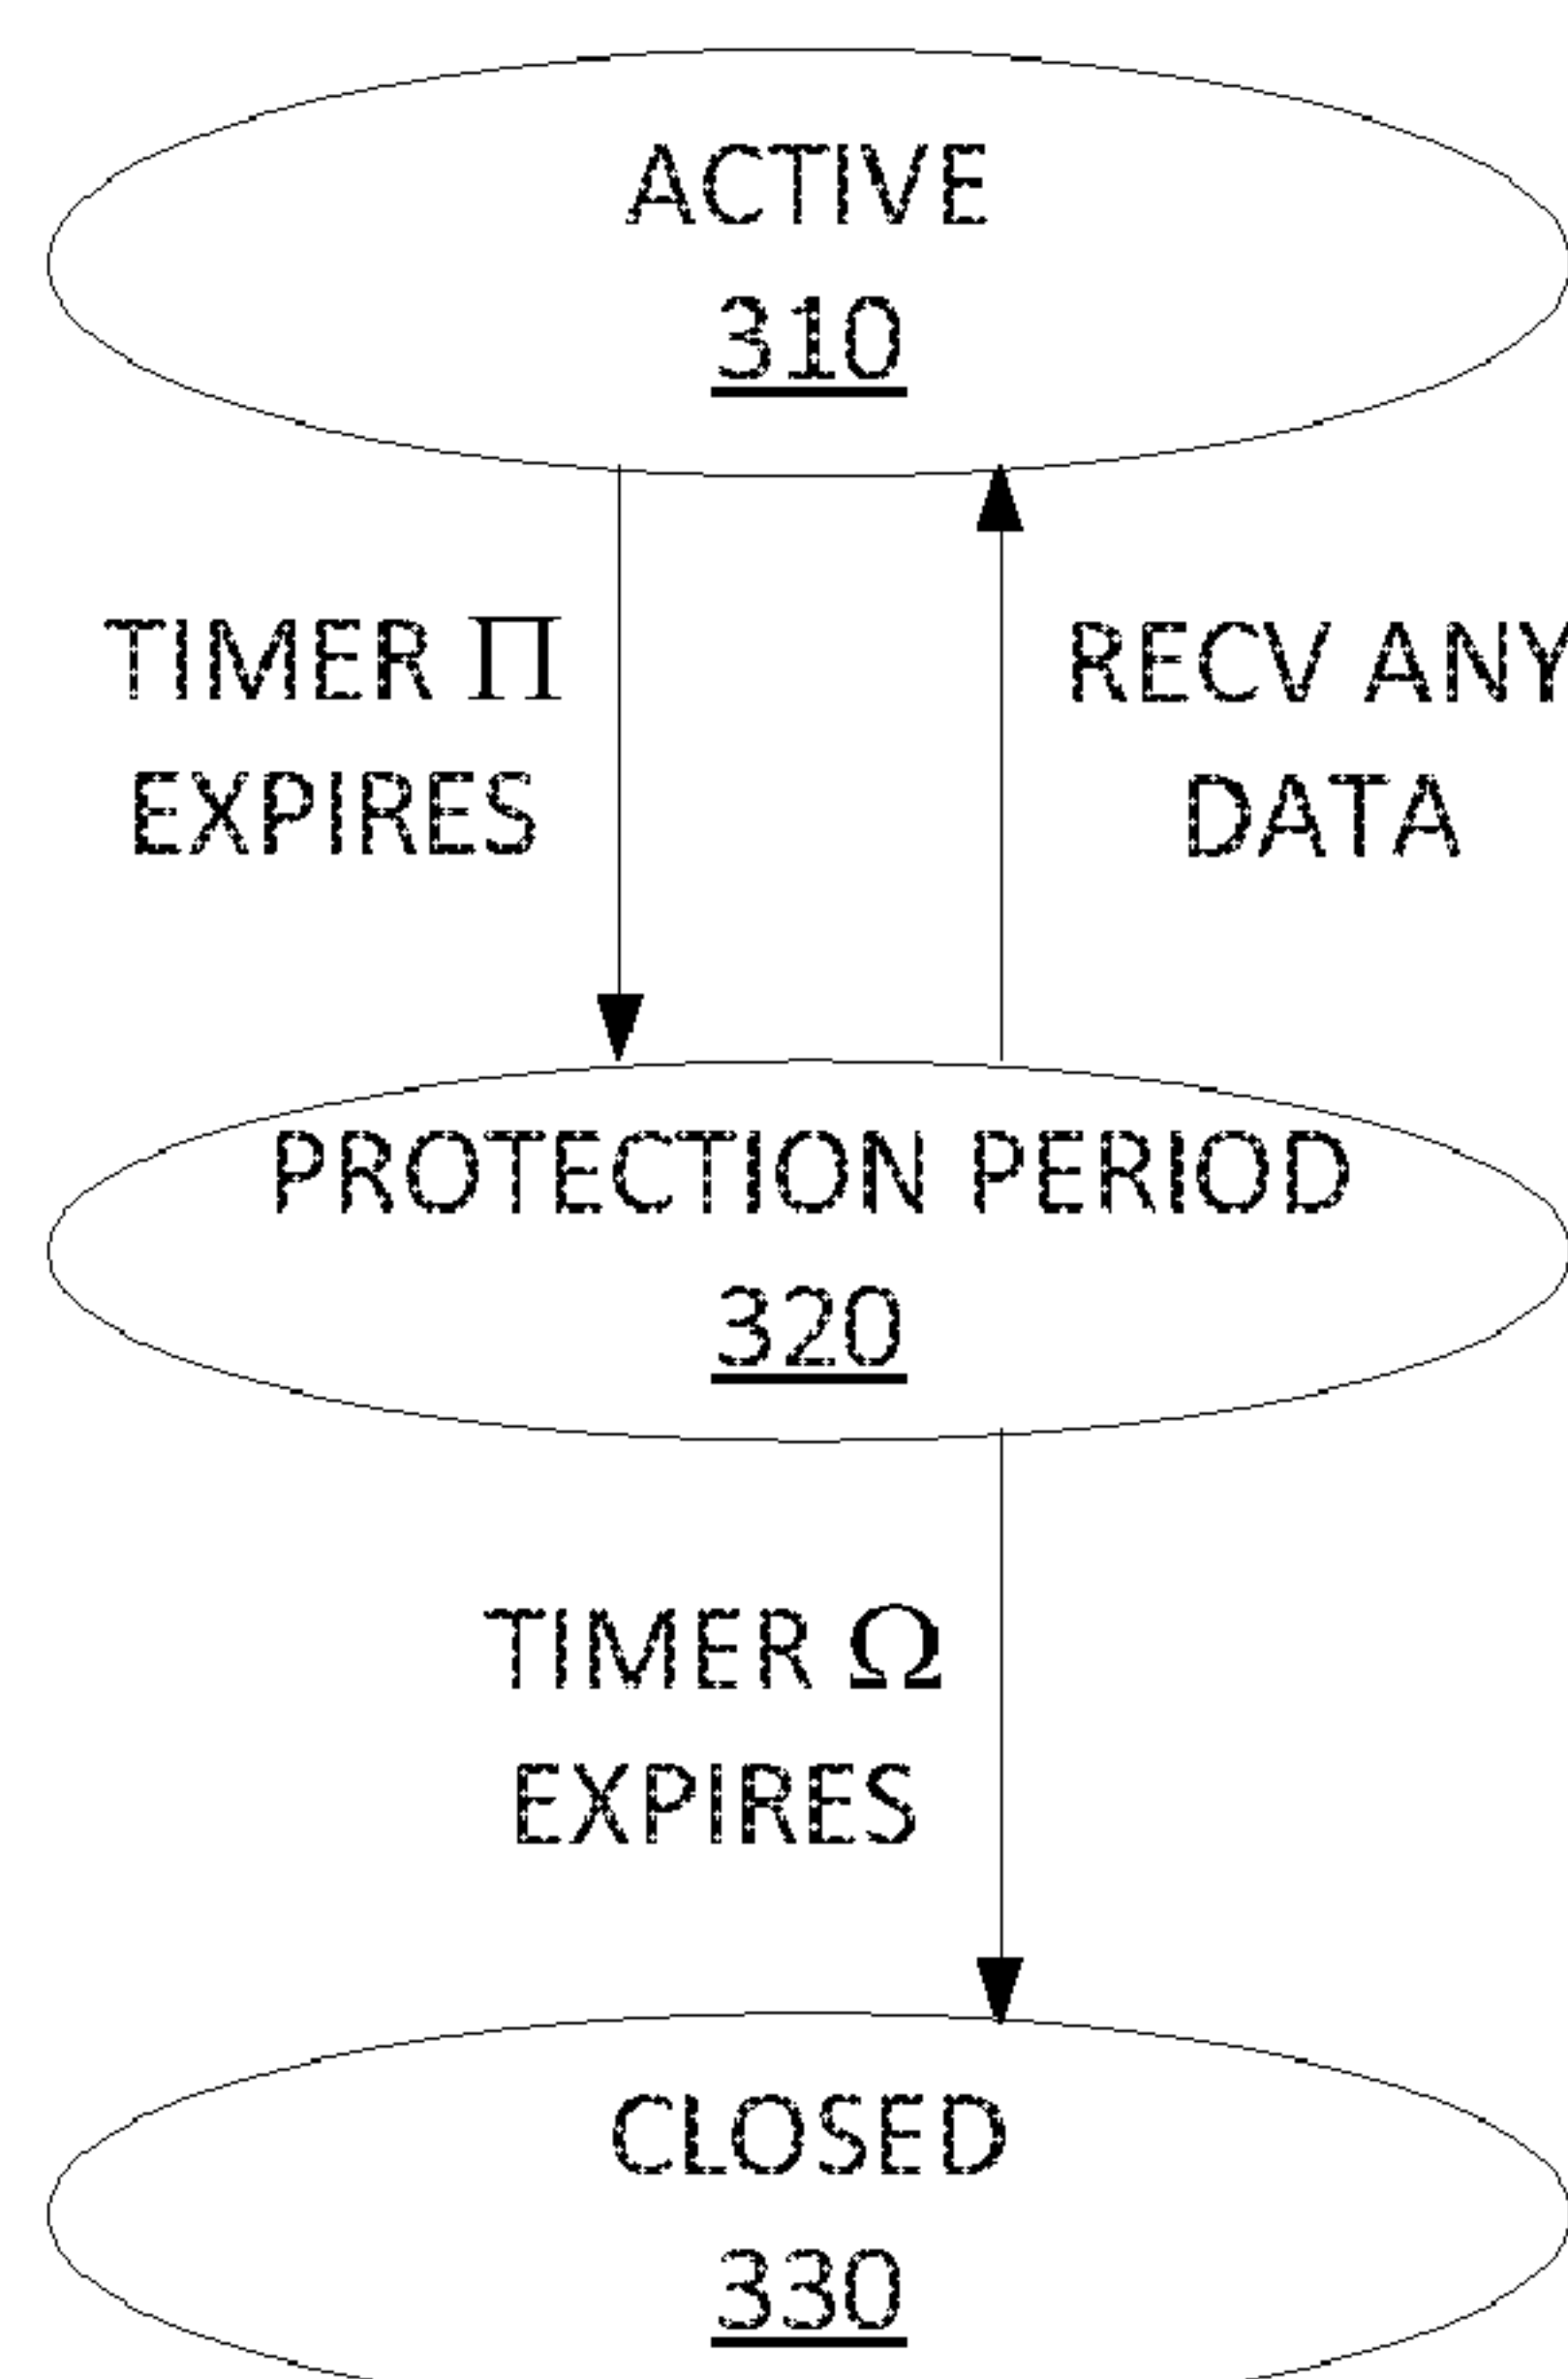 ACTIVE
310
TIMER Π
EXPIRES
RECV ANY
DATA
PROTECTION PERIOD
320
TIMER Ω
EXPIRES
CLOSED
330